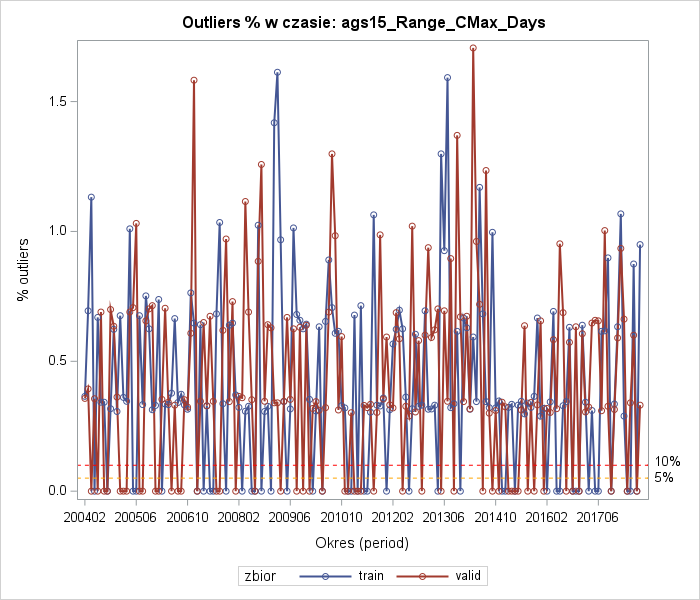 Outliers % w czasie: ags15_Range_CMax_Days
% outliers
1.5
1.0
0.5
0.0
10%
5%
200402 200506 200610 200802 200906 201010 201202 201306 201410 201602 201706
Okres (period)
zbior train valid